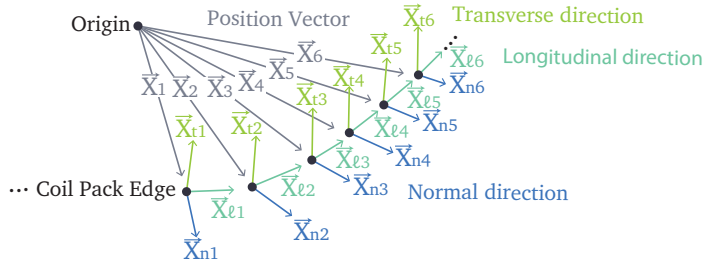 Origin
Position Vector
Transverse direction
Longitudinal direction
Normal direction
... Coil Pack Edge
X⃗1
X⃗2
X⃗3
X⃗4
X⃗5
X⃗6
X⃗t1
X⃗t2
X⃗t3
X⃗t4
X⃗t5
X⃗t6
X⃗ℓ1
X⃗ℓ2
X⃗ℓ3
X⃗ℓ4
X⃗ℓ5
X⃗ℓ6
X⃗n1
X⃗n2
X⃗n3
X⃗n4
X⃗n5
X⃗n6
...